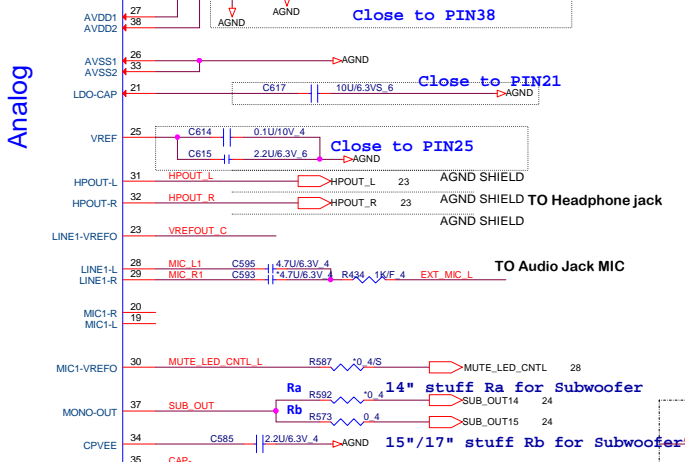 AVDD1 27
AGND AGND Close to PIN38
AVDD2 38
AVSS1 26 AGND
AVSS2 33
Close to PIN21
LDO-CAP 21 C617 10U/6.3VS_6 AGND
Analog
VREF 25 C614 0.1U/10V_4
Close to PIN25
C615 2.2U/6.3V_6 AGND
HPOUT-L 31 HPOUT_L HPOUT_L 23 AGND SHIELD
HPOUT-R 32 HPOUT_R HPOUT_R 23 AGND SHIELD TO Headphone jack
AGND SHIELD
LINE1-VREFO 23 VREFOUT_C
TO Audio Jack MIC
LINE1-L 28 MIC_L1 C595 4.7U/6.3V_4
LINE1-R 29 MIC_R1 C593 *4.7U/6.3V_4 R434 1K/F_4 EXT_MIC_L
MIC1-R 20
MIC1-L 19
MIC1-VREFO 30 MUTE_LED_CNTL_L R587 *0_4/S MUTE_LED_CNTL 28
Ra 14" stuff Ra for Subwoofer
R592 *0_4 SUB_OUT14 24
MONO-OUT 37 SUB_OUT Rb
R573 0_4 SUB_OUT15 24
CPVEE 34 C585 2.2U/6.3V_4 AGND 15"/17" stuff Rb for Subwoofer
35 CAP-